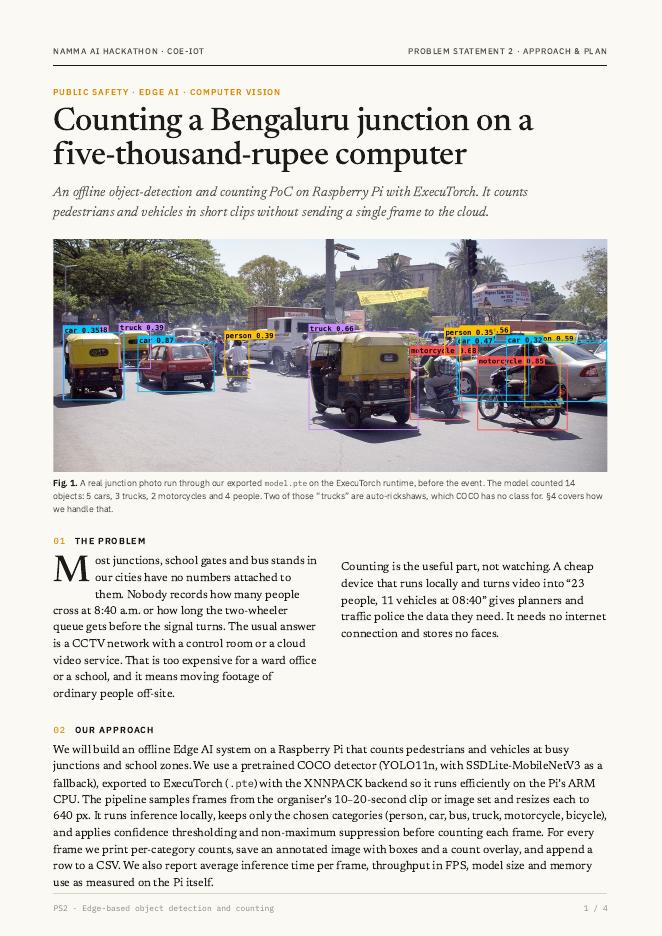 NAMMA AI HACKATHON · COE-IOT
PROBLEM STATEMENT 2 · APPROACH & PLAN
PUBLIC SAFETY · EDGE AI · COMPUTER VISION
Counting a Bengaluru junction on a
five-thousand-rupee computer
An offline object-detection and counting PoC on Raspberry Pi with ExecuTorch. It counts
pedestrians and vehicles in short clips without sending a single frame to the cloud.
car 0.35
truck 0.39
car 0.87
person 0.39
truck 0.66
person 0.35
.56
car 0.47
car 0.32
0.59
motorcycle 0.68
motorcycle 0.85
Fig. 1. A real junction photo run through our exported model.pte on the ExecuTorch runtime, before the event. The model counted 14
objects: 5 cars, 3 trucks, 2 motorcycles and 4 people. Two of those “trucks” are auto-rickshaws, which COCO has no class for. §4 covers how
we handle that.
01 THE PROBLEM
Most junctions, school gates and bus stands in
our cities have no numbers attached to
them. Nobody records how many people
cross at 8:40 a.m. or how long the two-wheeler
queue gets before the signal turns. The usual answer
is a CCTV network with a control room or a cloud
video service. That is too expensive for a ward office
or a school, and it means moving footage of
ordinary people off-site.
Counting is the useful part, not watching. A cheap
device that runs locally and turns video into “23
people, 11 vehicles at 08:40” gives planners and
traffic police the data they need. It needs no internet
connection and stores no faces.
02 OUR APPROACH
We will build an offline Edge AI system on a Raspberry Pi that counts pedestrians and vehicles at busy
junctions and school zones. We use a pretrained COCO detector (YOLO11n, with SSDLite-MobileNetV3 as a
fallback), exported to ExecuTorch (.pte) with the XNNPACK backend so it runs efficiently on the Pi’s ARM
CPU. The pipeline samples frames from the organiser’s 10–20-second clip or image set and resizes each to
640 px. It runs inference locally, keeps only the chosen categories (person, car, bus, truck, motorcycle, bicycle),
and applies confidence thresholding and non-maximum suppression before counting each frame. For every
frame we print per-category counts, save an annotated image with boxes and a count overlay, and append a
row to a CSV. We also report average inference time per frame, throughput in FPS, model size and memory
use as measured on the Pi itself.
PS2 · Edge-based object detection and counting
1 / 4